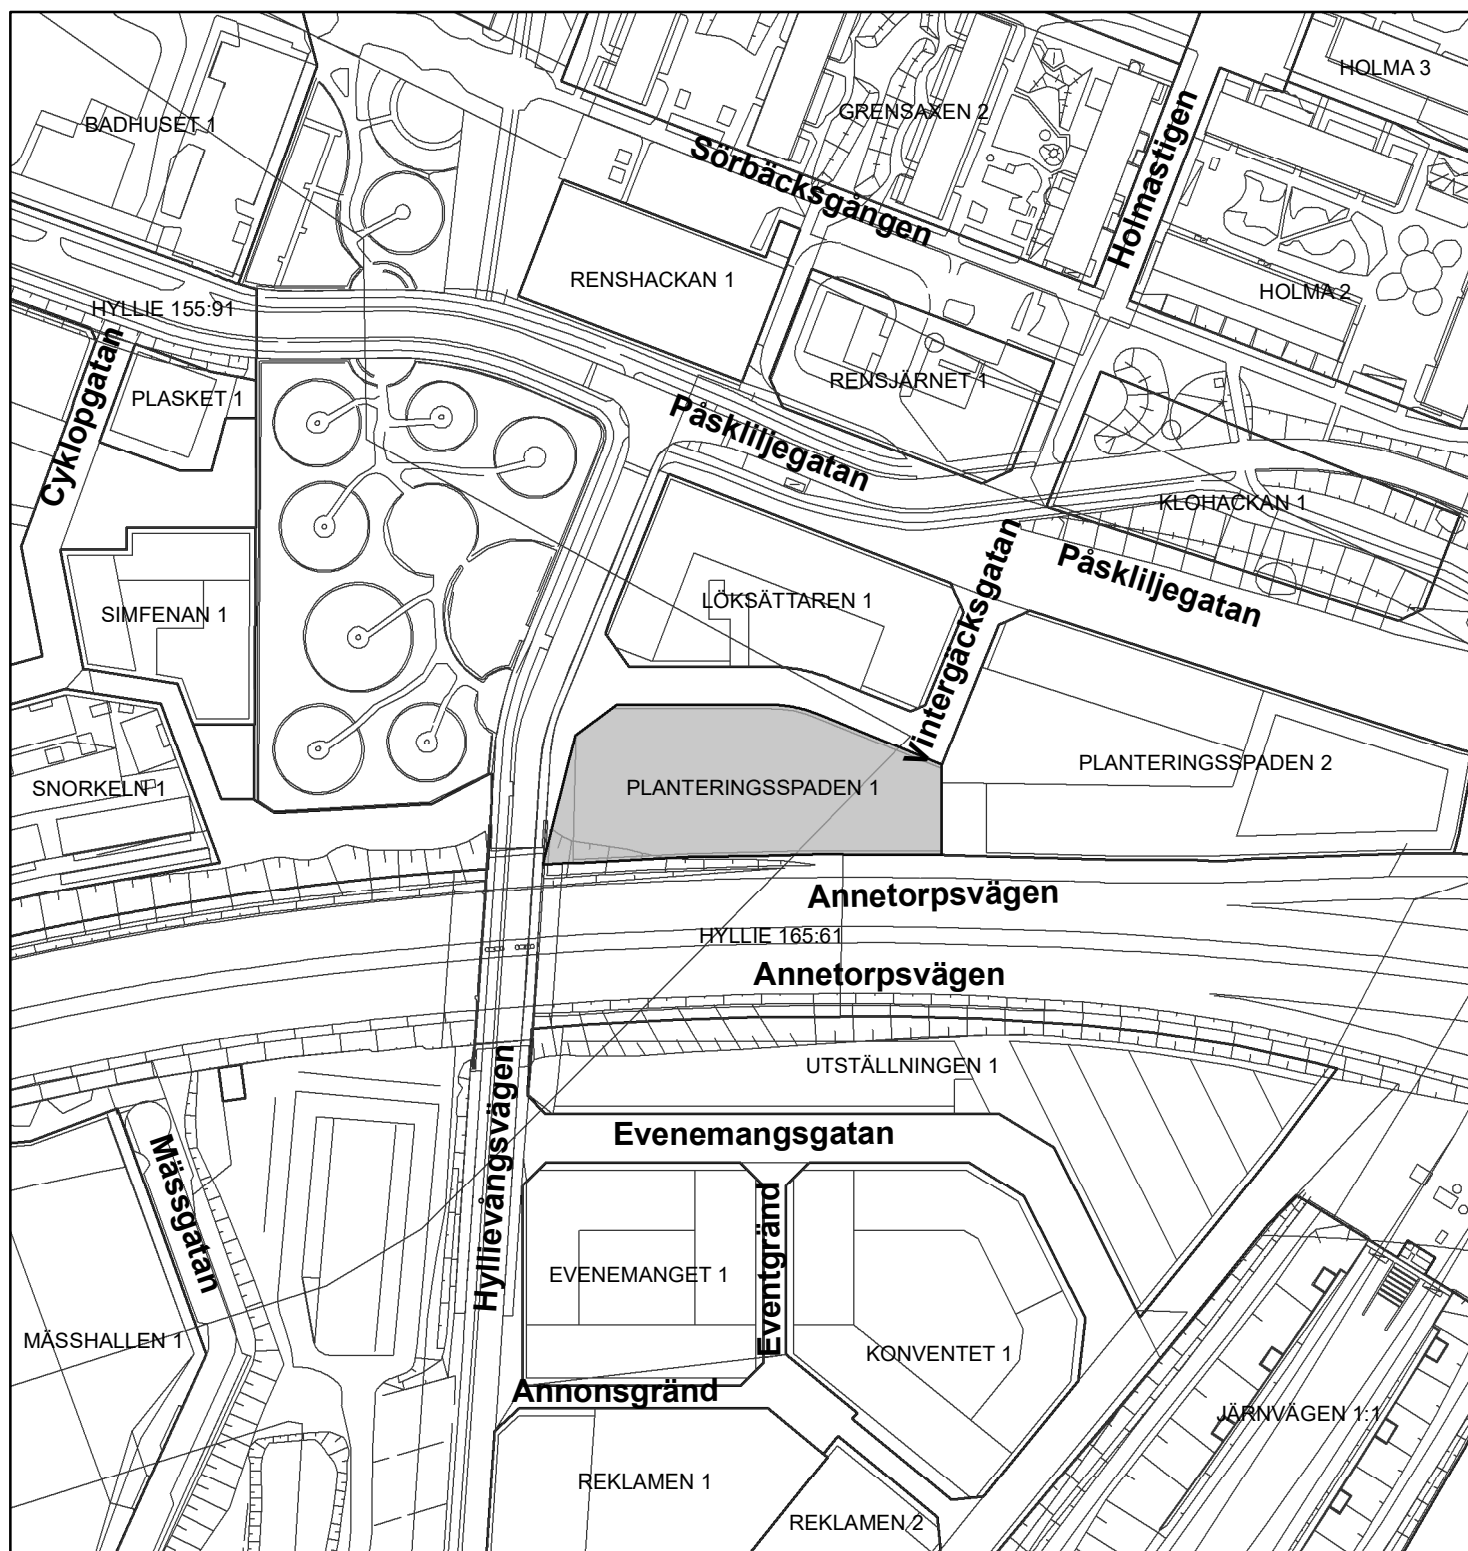 HOLMA 3
GRENSAXEN 2
BADHUSET 1
Sörbäcksgången
Holmastigen
RENSHACKAN 1
HOLMA 2
HYLLIE 155:91
Cyklopgatan
RENSJÄRNET 1
PLASKET 1
Påskliljegatan
KLOHACKAN 1
Påskliljegatan
LÖKSÄTTAREN 1
Vintergäcksgatan
SIMFENAN 1
PLANTERINGSSPADEN 2
SNORKELN 1
PLANTERINGSSPADEN 1
Annetorpsvägen
HYLLIE 165:61
Annetorpsvägen
UTSTÄLLNINGEN 1
Evenemangsgatan
Hyllievångsvägen
Mässgatan
Eventgränd
EVENEMANGET 1
MÄSSHALLEN 1
KONVENTET 1
Annonsgränd
JÄRNVÄGEN 1:1
REKLAMEN 1
REKLAMEN 2